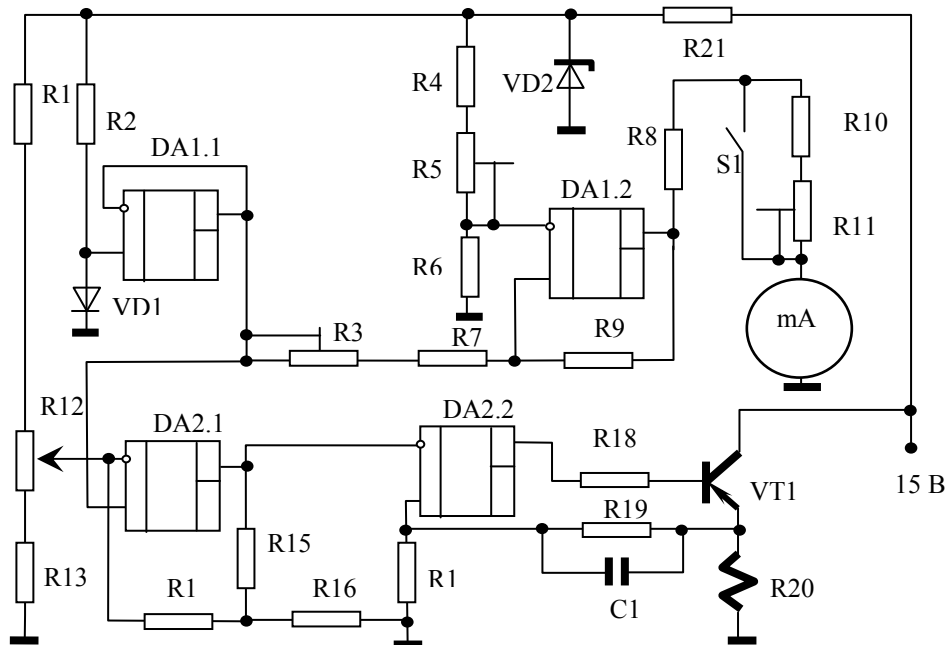 R21
R4
R1
VD2
R2
R8
R10
DA1.1
S1
R5
DA1.2
R11
R6
VD1
mA
R3
R7
R9
R12
DA2.1
DA2.2
R18
VT1
15 В
R19
R15
R13
R1
R16
R1
C1
R20